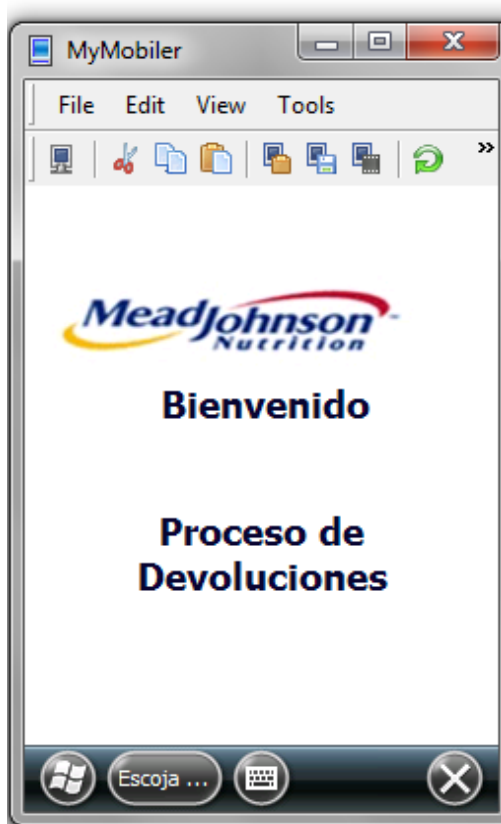 MyMobiler
File Edit View Tools
MeadJohnson
Nutrition
Bienvenido
Proceso de
Devoluciones
Escoja ...